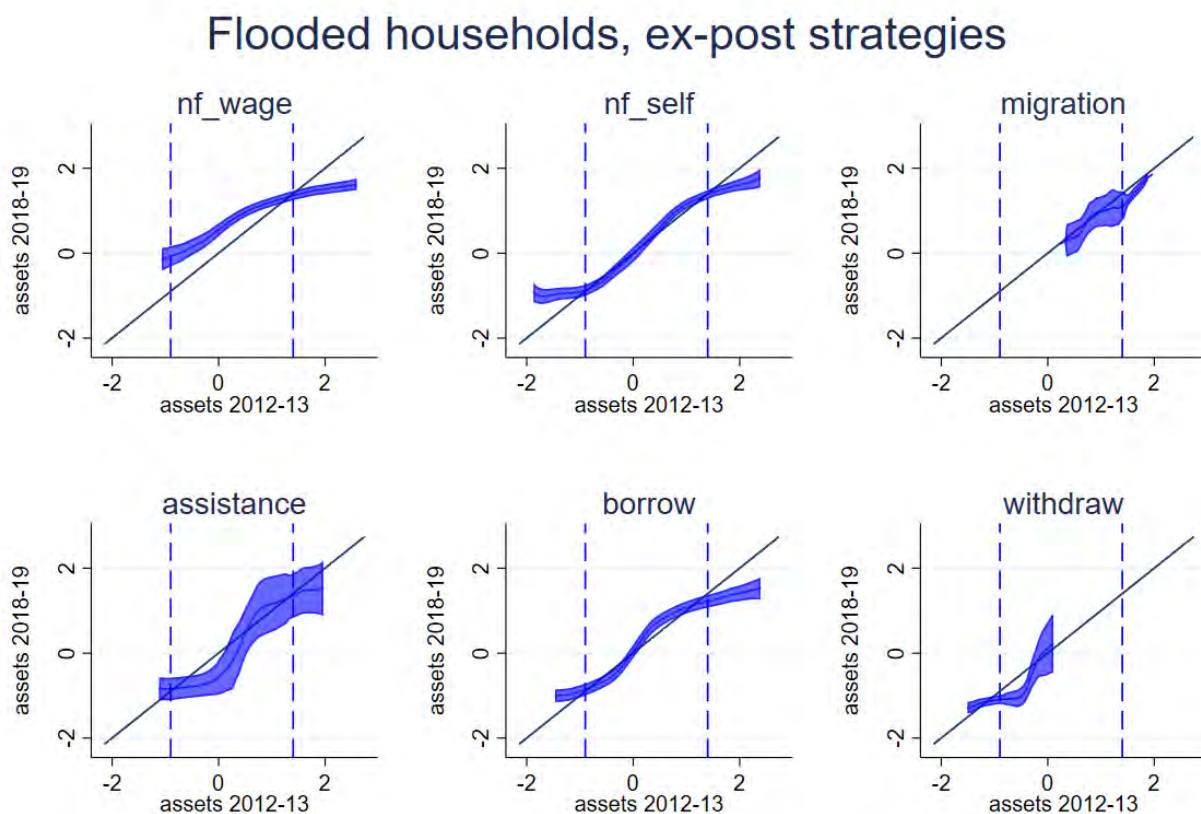 Flooded households, ex-post strategies
nf_wage
assets 2018-19
2
0
-2
-2 0 2
assets 2012-13
nf_self
assets 2018-19
2
0
-2
-2 0 2
assets 2012-13
migration
assets 2018-19
2
0
-2
-2 0 2
assets 2012-13
assistance
assets 2018-19
2
0
-2
-2 0 2
assets 2012-13
borrow
assets 2018-19
2
0
-2
-2 0 2
assets 2012-13
withdraw
assets 2018-19
2
0
-2
-2 0 2
assets 2012-13